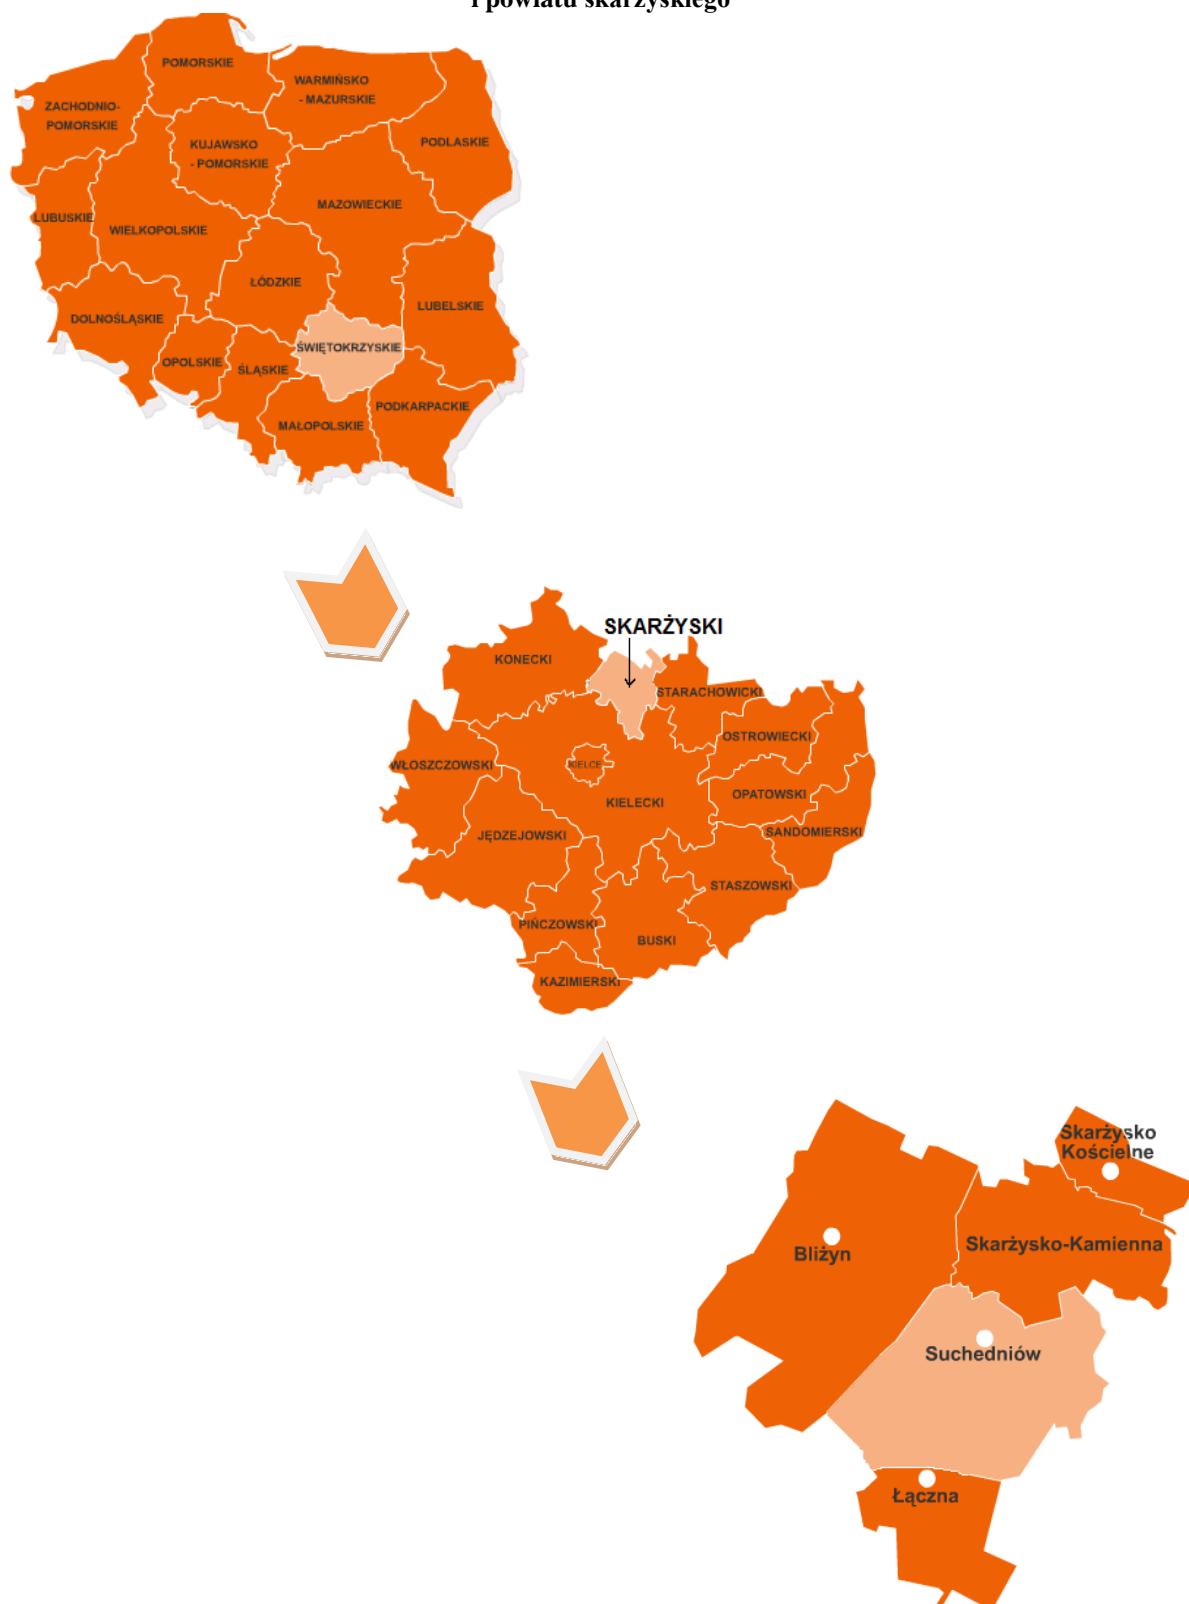 i powiatu skarżyskiego
POMORSKIE
WARMIŃSKO
- MAZURSKIE
ZACHODNIO-
POMORSKIE
KUJAWSKO
- POMORSKIE
PODLASKIE
MAZOWIECKIE
LUBUSKIE
WIELKOPOLSKIE
ŁÓDZKIE
LUBELSKIE
DOLNOŚLĄSKIE
ŚWIĘTOKRZYSKIE
OPOLSKIE
ŚLĄSKIE
PODKARPACKIE
MAŁOPOLSKIE
SKARŻYSKI
KONECKI
STARACHOWICKI
OSTROWIECKI
WŁOSZCZOWSKI
KIELCE
OPATOWSKI
KIELECKI
SANDOMIERSKI
JĘDZEJOWSKI
STASZOWSKI
PIŃCZOWSKI
BUSKI
KAZIMIERSKI
Skarżysko
Kościelne
Skarżysko-Kamienna
Bliżyn
Suchedniów
Łączna